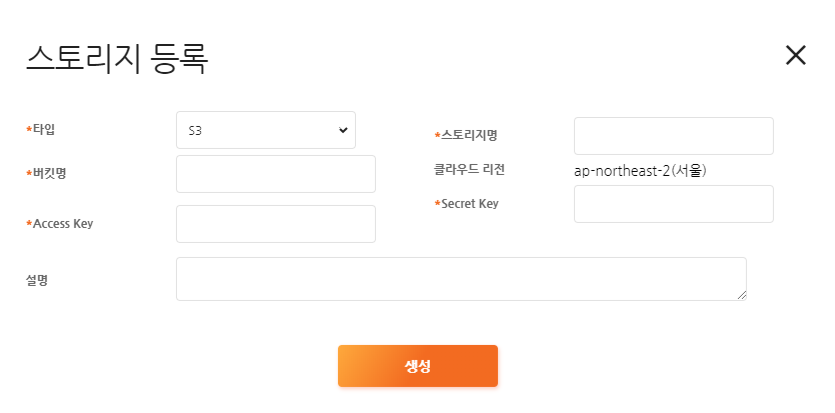 스토리지 등록
*타입
S3
*스토리지명
*버킷명
클라우드 리전
ap-northeast-2(서울)
*Access Key
*Secret Key
설명
생성